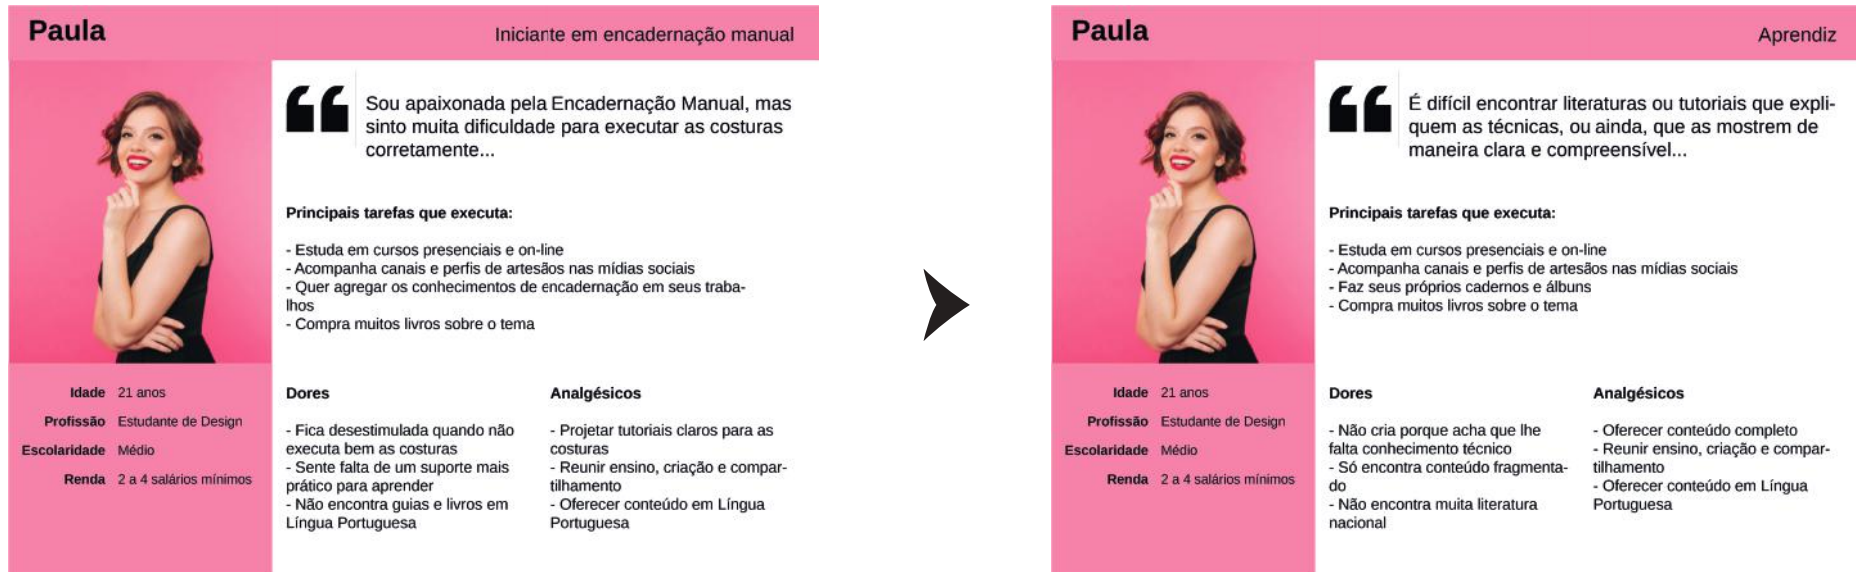 Paula
Iniciante em encadernação manual
Sou apaixonada pela Encadernação Manual, mas
sinto muita dificuldade para executar as costuras
corretamente...
Principais tarefas que executa:
- Estuda em cursos presenciais e on-line
- Acompanha canais e perfis de artesãos nas mídias sociais
- Quer agregar os conhecimentos de encadernação em seus traba-
lhos
- Compra muitos livros sobre o tema
Idade 21 anos
Profissão Estudante de Design
Escolaridade Médio
Renda 2 a 4 salários mínimos
Dores
- Fica desestimulada quando não
executa bem as costuras
- Sente falta de um suporte mais
prático para aprender
- Não encontra guias e livros em
Língua Portuguesa
Analgésicos
- Projetar tutoriais claros para as
costuras
- Reunir ensino, criação e compar-
tilhamento
- Oferecer conteúdo em Língua
Portuguesa
Paula
Aprendiz
É difícil encontrar literaturas ou tutoriais que expli-
quem as técnicas, ou ainda, que as mostrem de
maneira clara e compreensível...
Principais tarefas que executa:
- Estuda em cursos presenciais e on-line
- Acompanha canais e perfis de artesãos nas mídias sociais
- Faz seus próprios cadernos e álbuns
- Compra muitos livros sobre o tema
Idade 21 anos
Profissão Estudante de Design
Escolaridade Médio
Renda 2 a 4 salários mínimos
Dores
- Não cria porque acha que lhe
falta conhecimento técnico
- Só encontra conteúdo fragmenta-
do
- Não encontra muita literatura
nacional
Analgésicos
- Oferecer conteúdo completo
- Reunir ensino, criação e compar-
tilhamento
- Oferecer conteúdo em Língua
Portuguesa